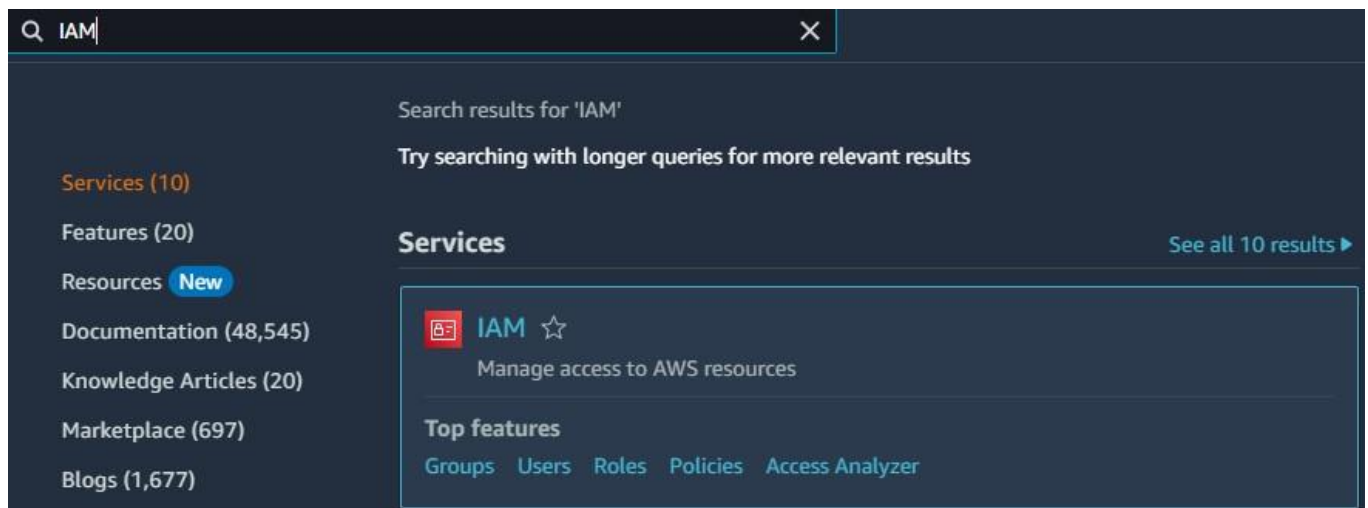 IAM
Search results for 'IAM'
Try searching with longer queries for more relevant results
Services (10)
Features (20)
Resources New
Documentation (48,545)
Knowledge Articles (20)
Marketplace (697)
Blogs (1,677)
Services
See all 10 results
IAM
Manage access to AWS resources
Top features
Groups Users Roles Policies Access Analyzer